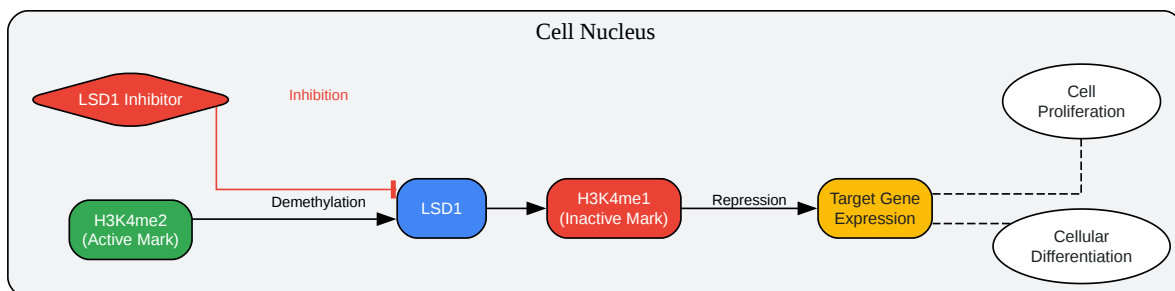 Cell Nucleus
LSD1 Inhibitor
Inhibition
Cell
Proliferation
H3K4me2
(Active Mark)
Demethylation
LSD1
H3K4me1
(Inactive Mark)
Repression
Target Gene
Expression
Cellular
Differentiation